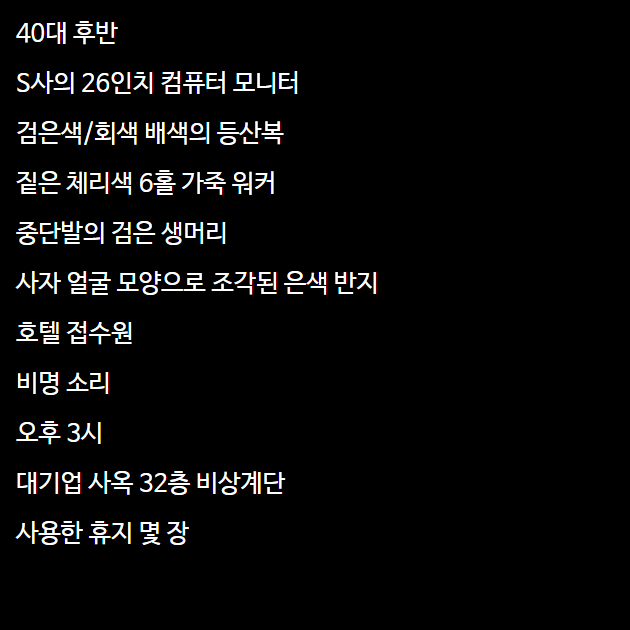 40대 후반
S사의 26인치 컴퓨터 모니터
검은색/회색 배색의 등산복
짙은 체리색 6홀 가죽 워커
중단발의 검은 생머리
사자 얼굴 모양으로 조각된 은색 반지
호텔 접수원
비명 소리
오후 3시
대기업 사옥 32층 비상계단
사용한 휴지 몇 장